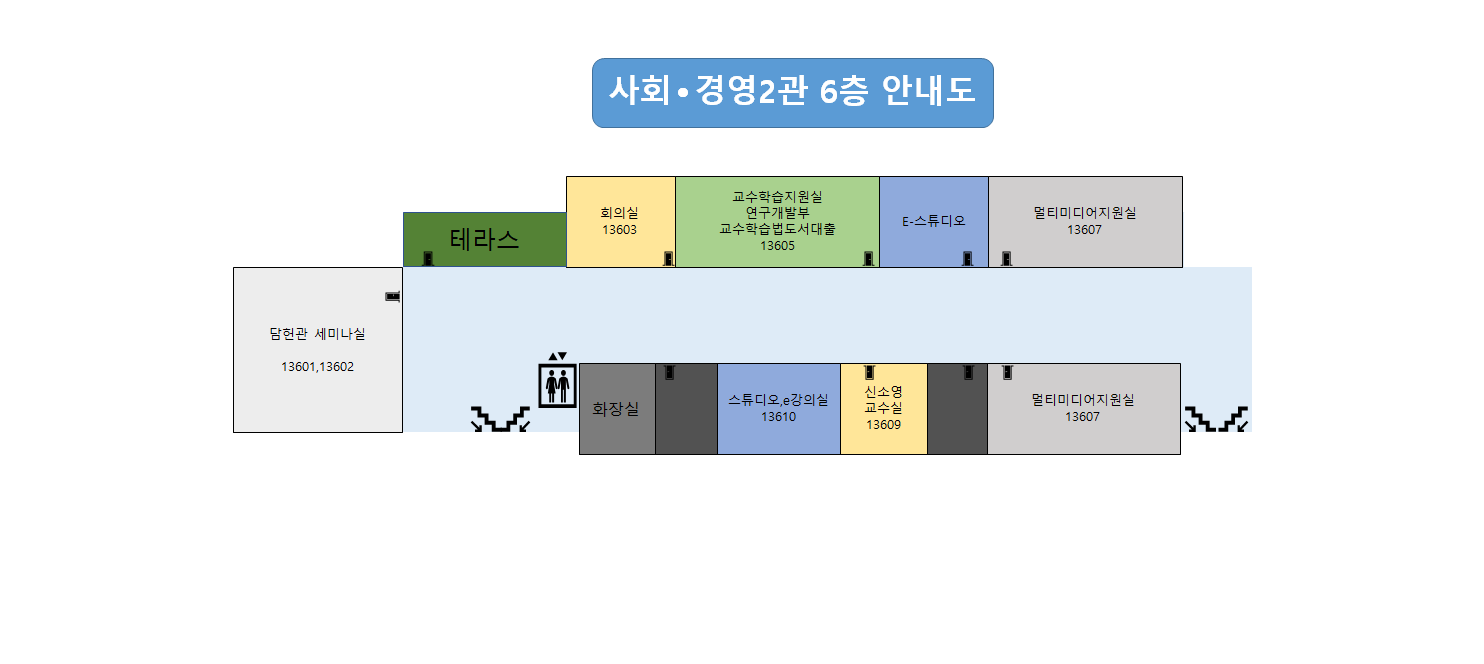 사회•경영2관 6층 안내도
회의실
13603
교수학습지원실
연구개발부
교수학습법도서대출
13605
E-스튜디오
멀티미디어지원실
13607
테라스
담헌관 세미나실
13601,13602
화장실
스튜디오,e강의실
13610
신소영
교수실
13609
멀티미디어지원실
13607